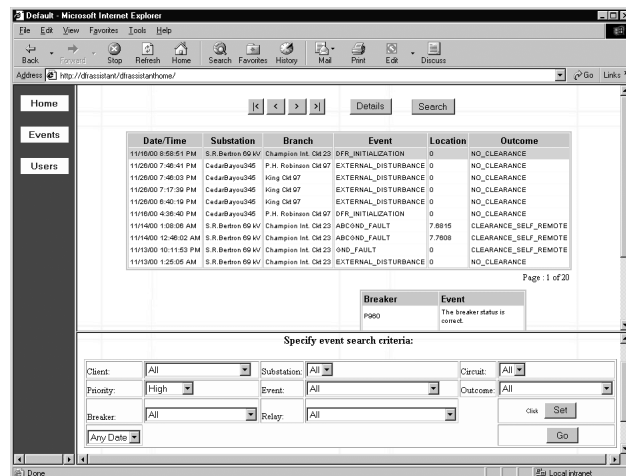 Default - Microsoft Internet Explorer
File Edit View Favorites Tools Help
Back Forward Stop Refresh Home Search Favorites History Mail Print Edit Discuss
Address http://dfrassistant/dfrassistanthome/ Go Links
Home
Events
Users
|< < > >| Details Search
Date/Time Substation Branch Event Location Outcome
11/16/00 8:58:51 PM S.R.Bertron 69 kV Champion Int. Ckt 23 DFR_INITIALIZATION 0 NO_CLEARANCE
11/26/00 7:46:41 PM CedarBayou345 P.H. Robinson Ckt 97 EXTERNAL_DISTURBANCE 0 NO_CLEARANCE
11/26/00 7:46:03 PM CedarBayou345 King Ckt 97 EXTERNAL_DISTURBANCE 0 NO_CLEARANCE
11/16/00 7:17:39 PM CedarBayou345 King Ckt 97 EXTERNAL_DISTURBANCE 0 NO_CLEARANCE
11/26/00 6:40:19 PM CedarBayou345 King Ckt 97 EXTERNAL_DISTURBANCE 0 NO_CLEARANCE
11/16/00 4:36:40 PM CedarBayou345 P.H. Robinson Ckt 97 DFR_INITIALIZATION 0 NO_CLEARANCE
11/14/00 1:08:06 AM S.R.Bertron 69 kV Champion Int. Ckt 23 ABCGND_FAULT 7.6815 CLEARANCE_SELF_REMOTE
11/14/00 12:46:02 AM S.R.Bertron 69 kV Champion Int. Ckt 23 ABCGND_FAULT 7.7608 CLEARANCE_SELF_REMOTE
11/13/00 10:11:53 PM S.R.Bertron 69 kV Champion Int. Ckt 23 GND_FAULT 0 CLEARANCE_SELF_REMOTE
11/13/00 1:25:05 AM S.R.Bertron 69 kV Champion Int. Ckt 23 EXTERNAL_DISTURBANCE 0 NO_CLEARANCE
Page : 1 of 20
Breaker Event
P960 The breaker status is correct.
Specify event search criteria:
Client: All Substation: All Circuit: All
Priority: High Event: All Outcome: All
Breaker: All Relay: All Click Set
Any Date Go
Done Local intranet